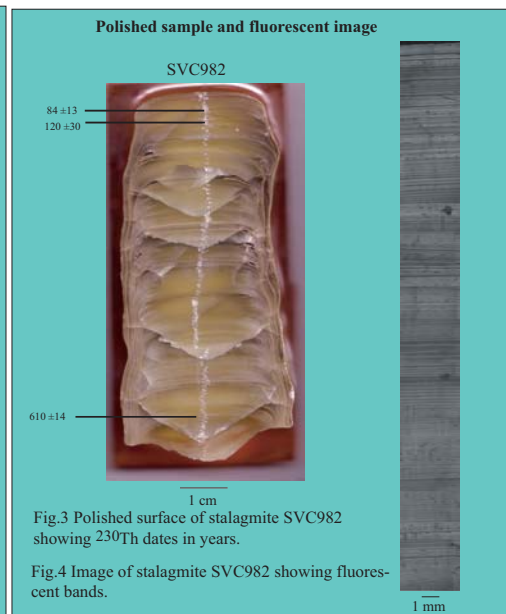 Polished sample and fluorescent image
SVC982
84 ±13
120 ±30
610 ±14
1 cm
Fig.3 Polished surface of stalagmite SVC982
showing 230Th dates in years.
Fig.4 Image of stalagmite SVC982 showing fluores-
cent bands.
1 mm